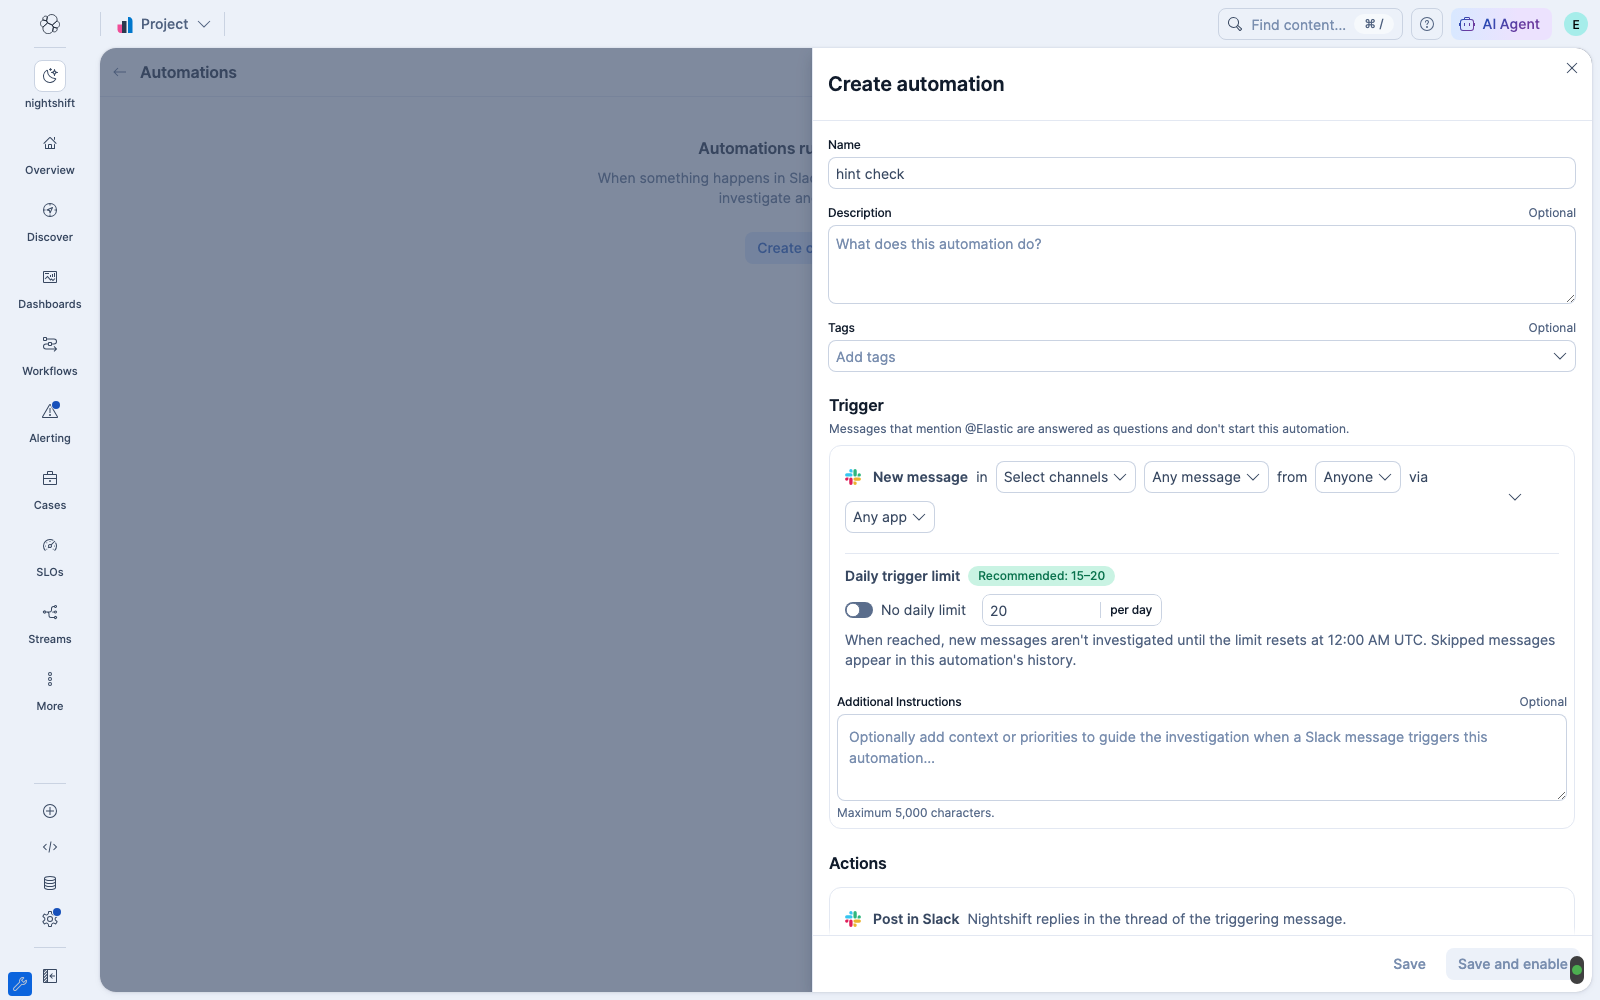 Project
Find content...
⌘ /
AI Agent
E
nightshift
Overview
Discover
Dashboards
Workflows
Alerting
Cases
SLOs
Streams
More
Automations
Automations ru
When something happens in Slac
investigate an
Create
Create automation
Name
hint check
Description
Optional
What does this automation do?
Tags
Optional
Add tags
Trigger
Messages that mention @Elastic are answered as questions and don't start this automation.
New message in Select channels Any message from Anyone via
Any app
Daily trigger limit Recommended: 15–20
No daily limit 20 per day
When reached, new messages aren't investigated until the limit resets at 12:00 AM UTC. Skipped messages
appear in this automation's history.
Additional Instructions
Optional
Optionally add context or priorities to guide the investigation when a Slack message triggers this
automation...
Maximum 5,000 characters.
Actions
Post in Slack Nightshift replies in the thread of the triggering message.
Save
Save and enable